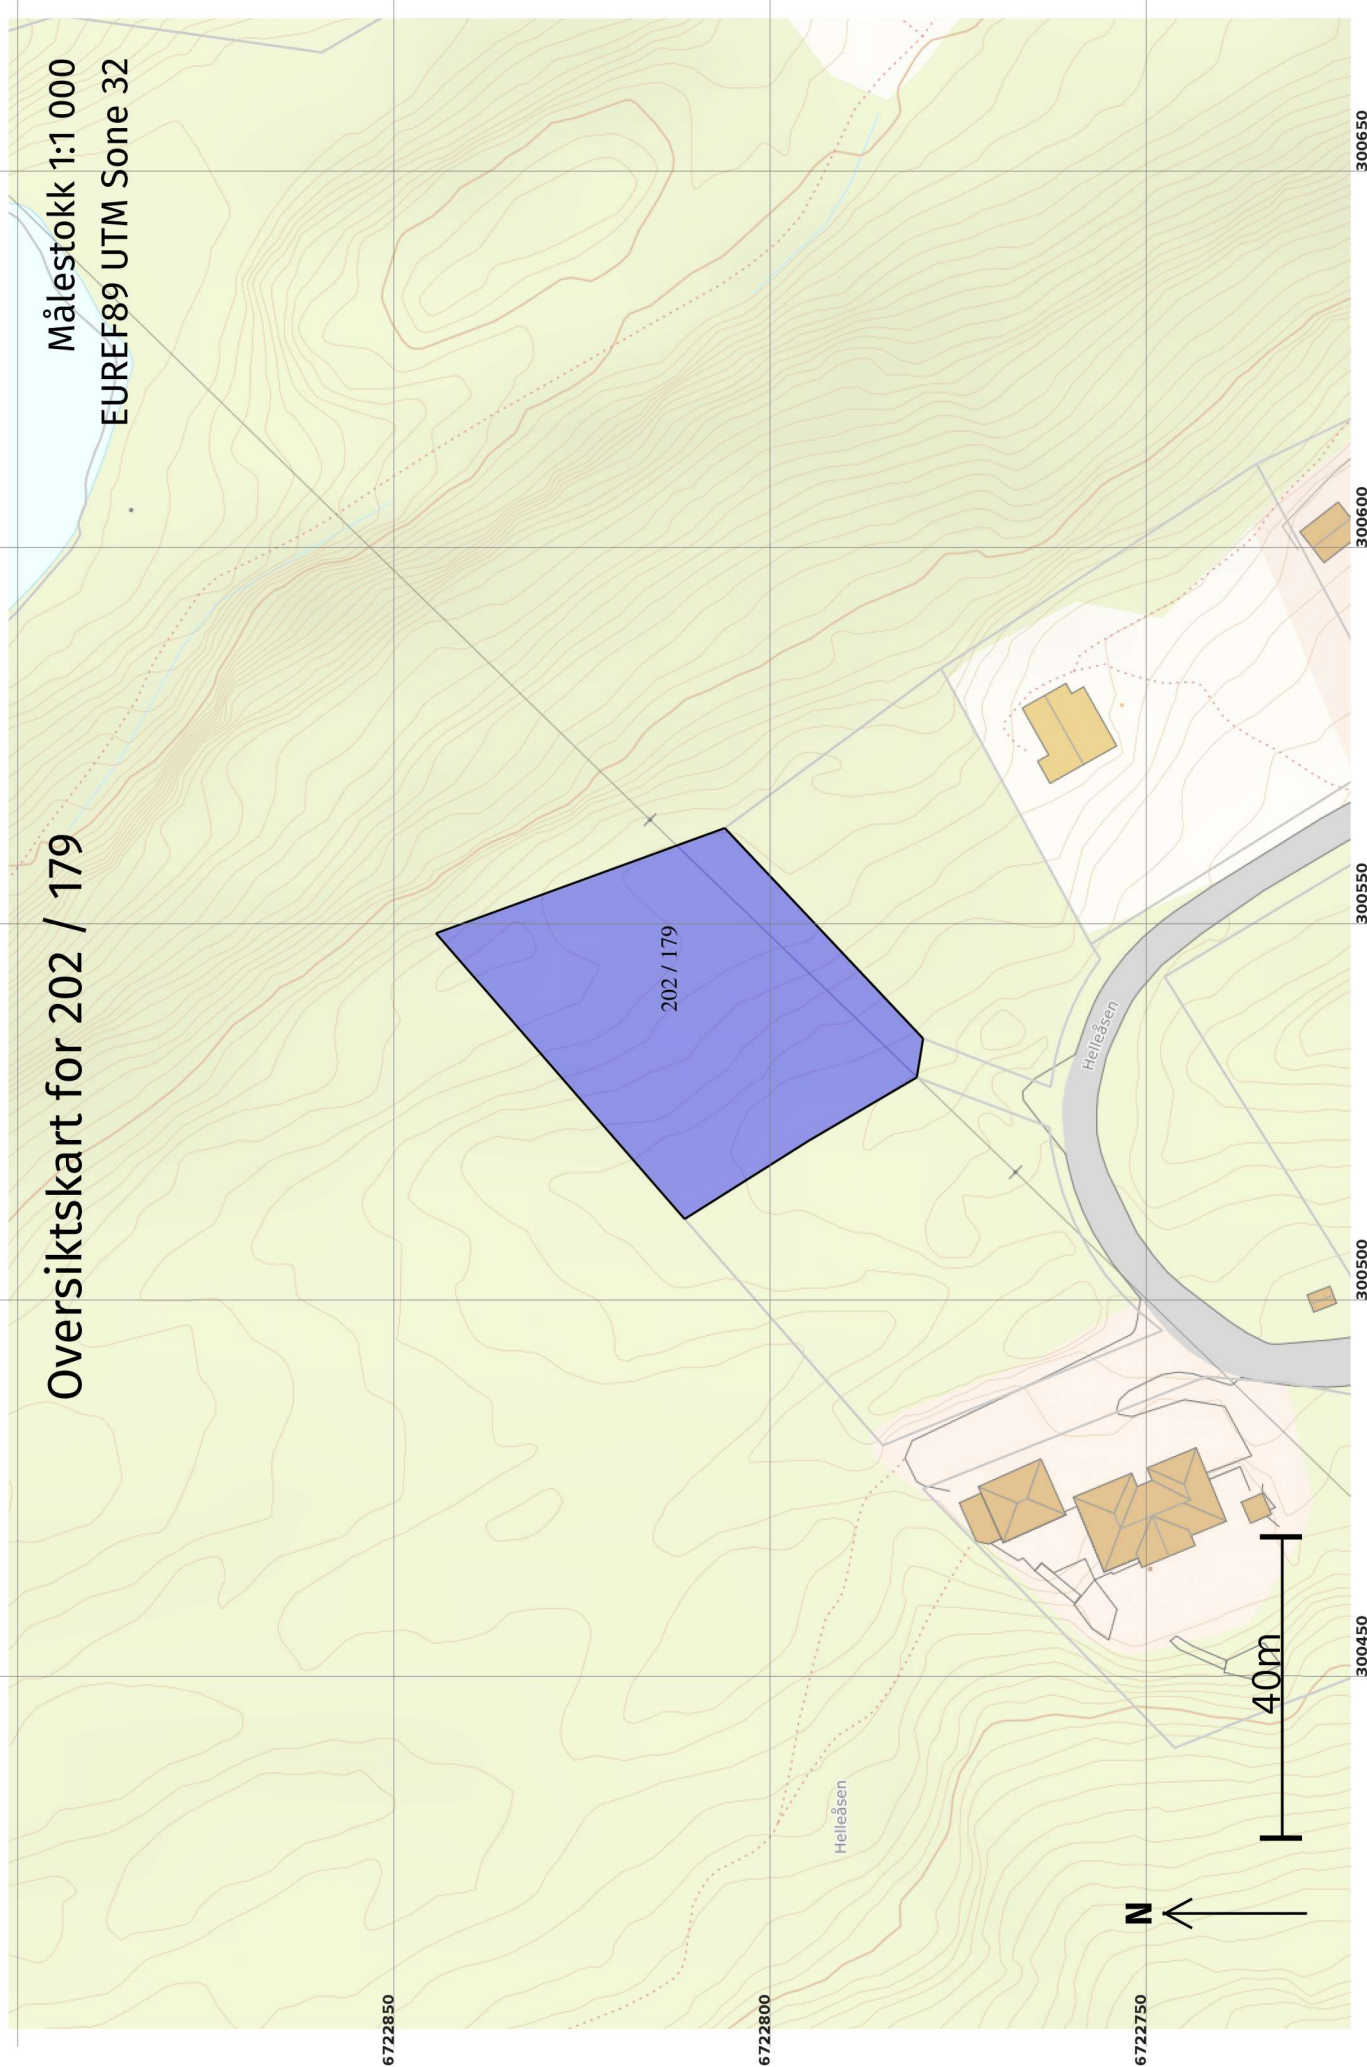 Oversiktskart for 202 / 179
Målestokk 1:1 000
EUREF89 UTM Sone 32
202 / 179
Helleåsen
Helleåsen
40m
N
6722850
6722800
6722750
300450
300500
300550
300600
300650